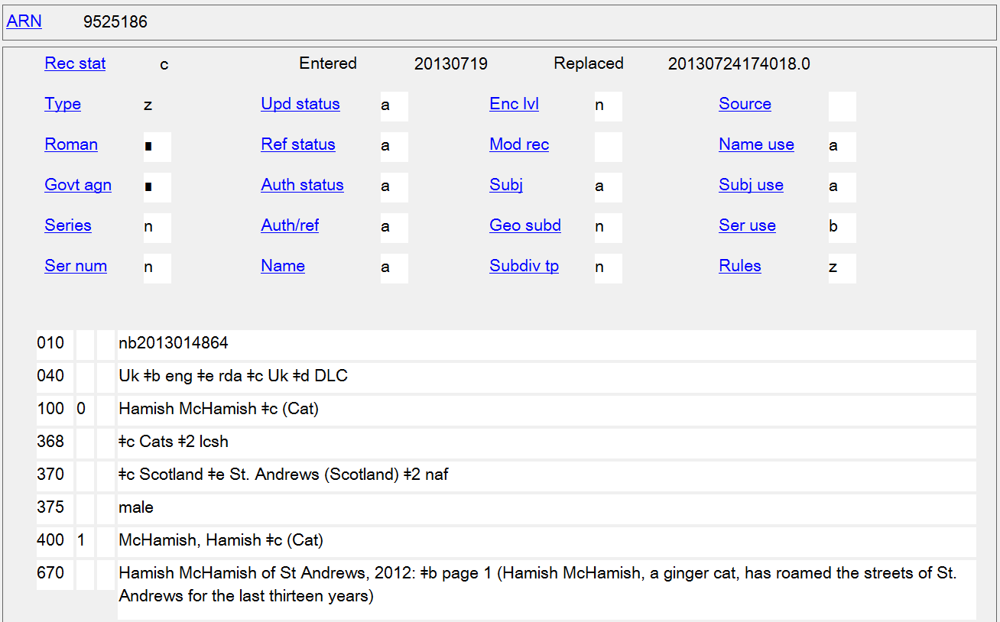 ARN 9525186
Rec stat c Entered 20130719 Replaced 20130724174018.0
Type z Upd status a Enc lvl n Source
Roman ∎ Ref status a Mod rec Name use a
Govt agn ∎ Auth status a Subj a Subj use a
Series n Auth/ref a Geo subd n Ser use b
Ser num n Name a Subdiv tp n Rules z
010 nb2013014864
040 Uk ǂb eng ǂe rda ǂc Uk ǂd DLC
100 0 Hamish McHamish ǂc (Cat)
368 ǂc Cats ǂ2 lcsh
370 ǂc Scotland ǂe St. Andrews (Scotland) ǂ2 naf
375 male
400 1 McHamish, Hamish ǂc (Cat)
670 Hamish McHamish of St Andrews, 2012: ǂb page 1 (Hamish McHamish, a ginger cat, has roamed the streets of St.
Andrews for the last thirteen years)